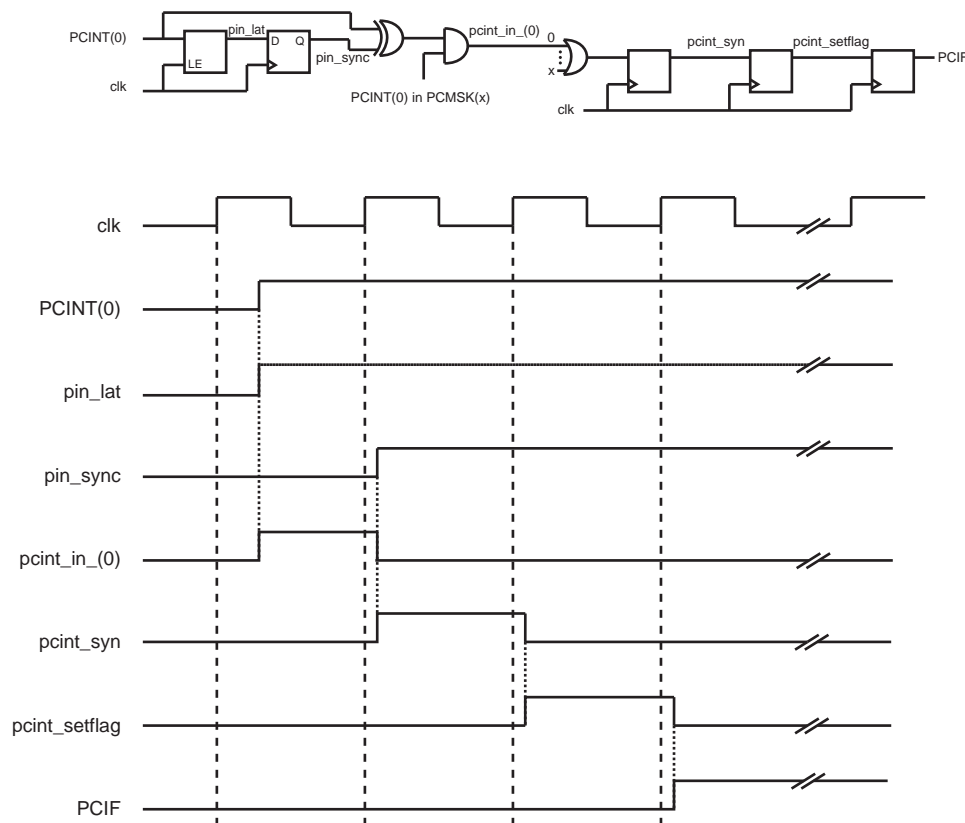 PCINT(0)
pin_lat
D Q
LE
pin_sync
clk
PCINT(0) in PCMSK(x)
pcint_in_(0)
0
x
clk
pcint_syn
pcint_setflag
PCIF
clk
PCINT(0)
pin_lat
pin_sync
pcint_in_(0)
pcint_syn
pcint_setflag
PCIF